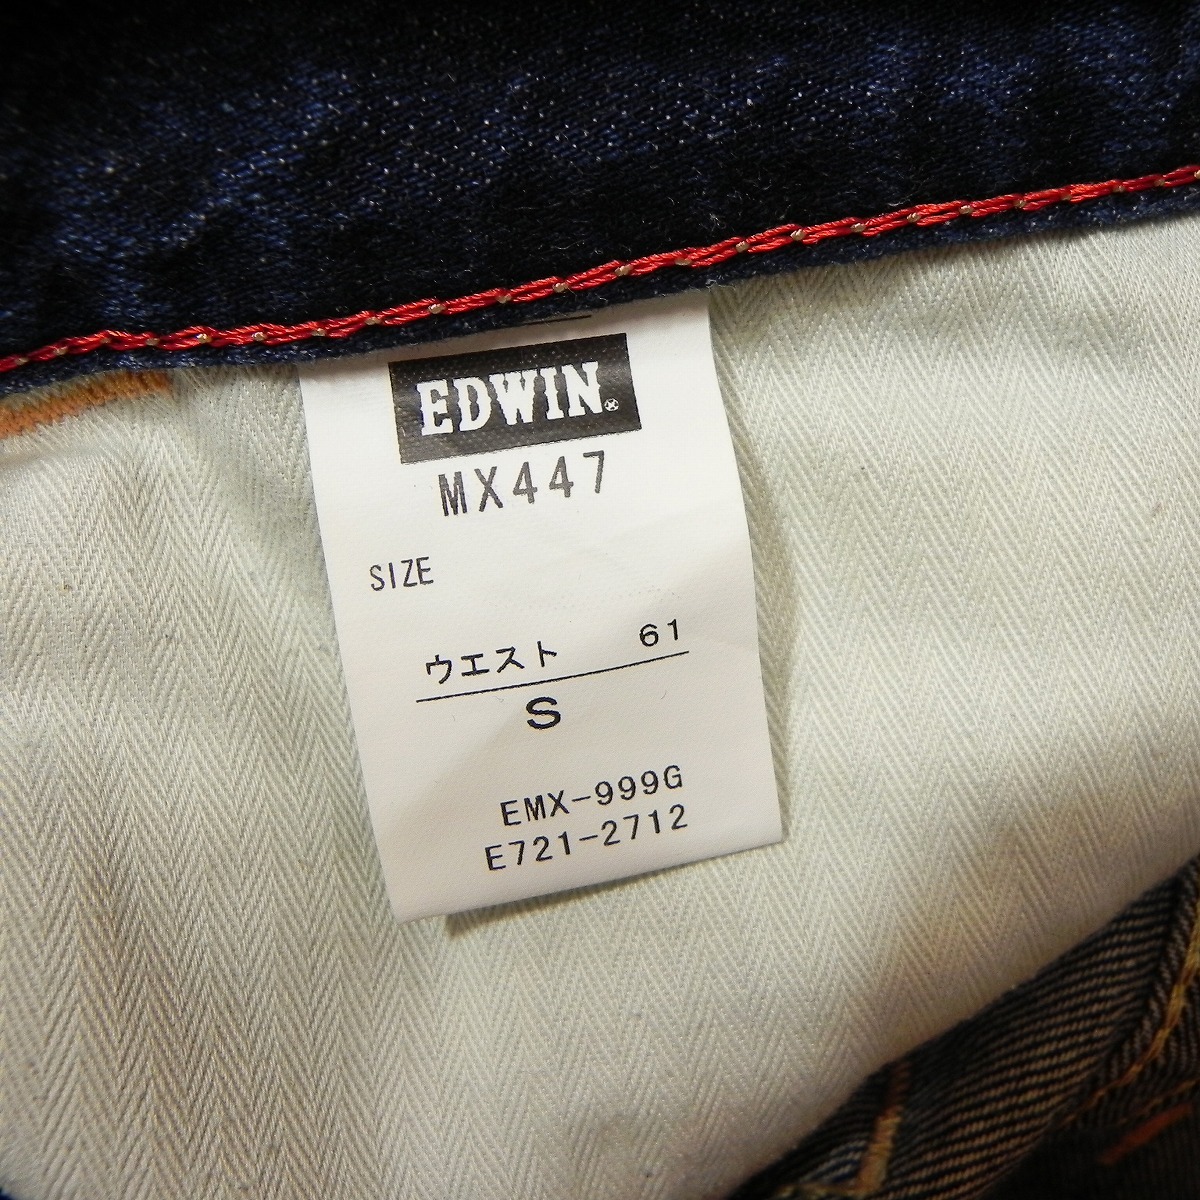 EDWIN
MX447
SIZE
ウエスト 61
S
EMX-999G
E721-2712